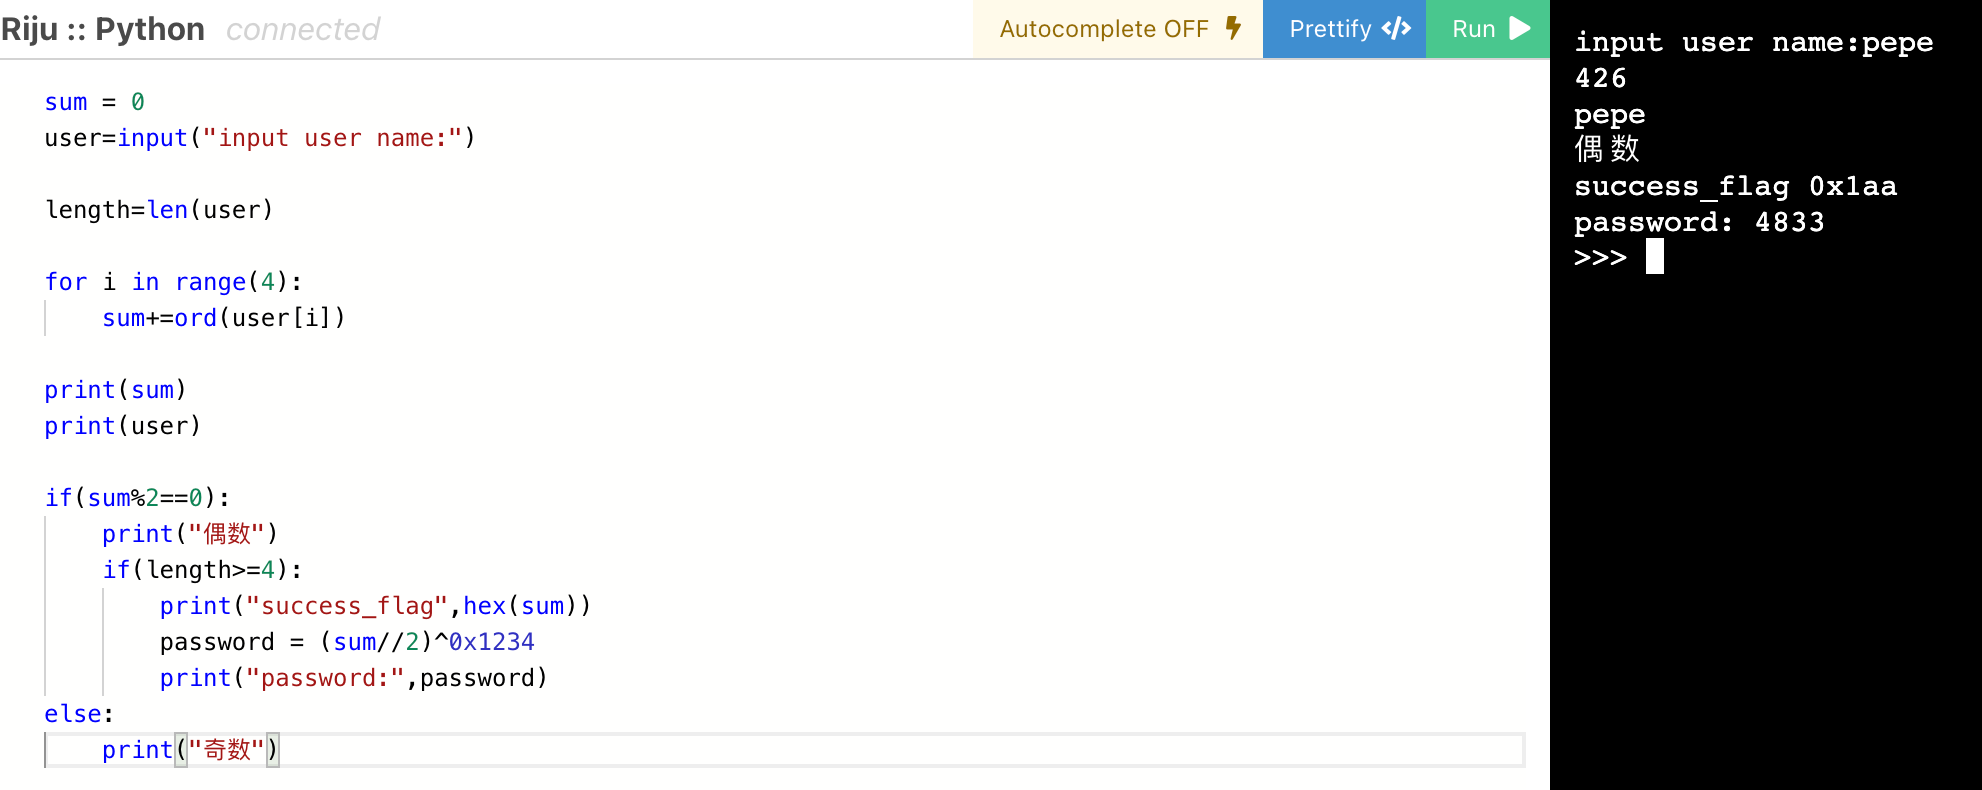 Riju :: Python connected
Autocomplete OFF
Prettify </>
Run
sum = 0
user=input("input user name:")
length=len(user)
for i in range(4):
    sum+=ord(user[i])
print(sum)
print(user)
if(sum%2==0):
    print("偶数")
    if(length>=4):
        print("success_flag",hex(sum))
        password = (sum//2)^0x1234
        print("password:",password)
else:
    print("奇数")
input user name:pepe
426
pepe
偶数
success_flag 0x1aa
password: 4833
>>>